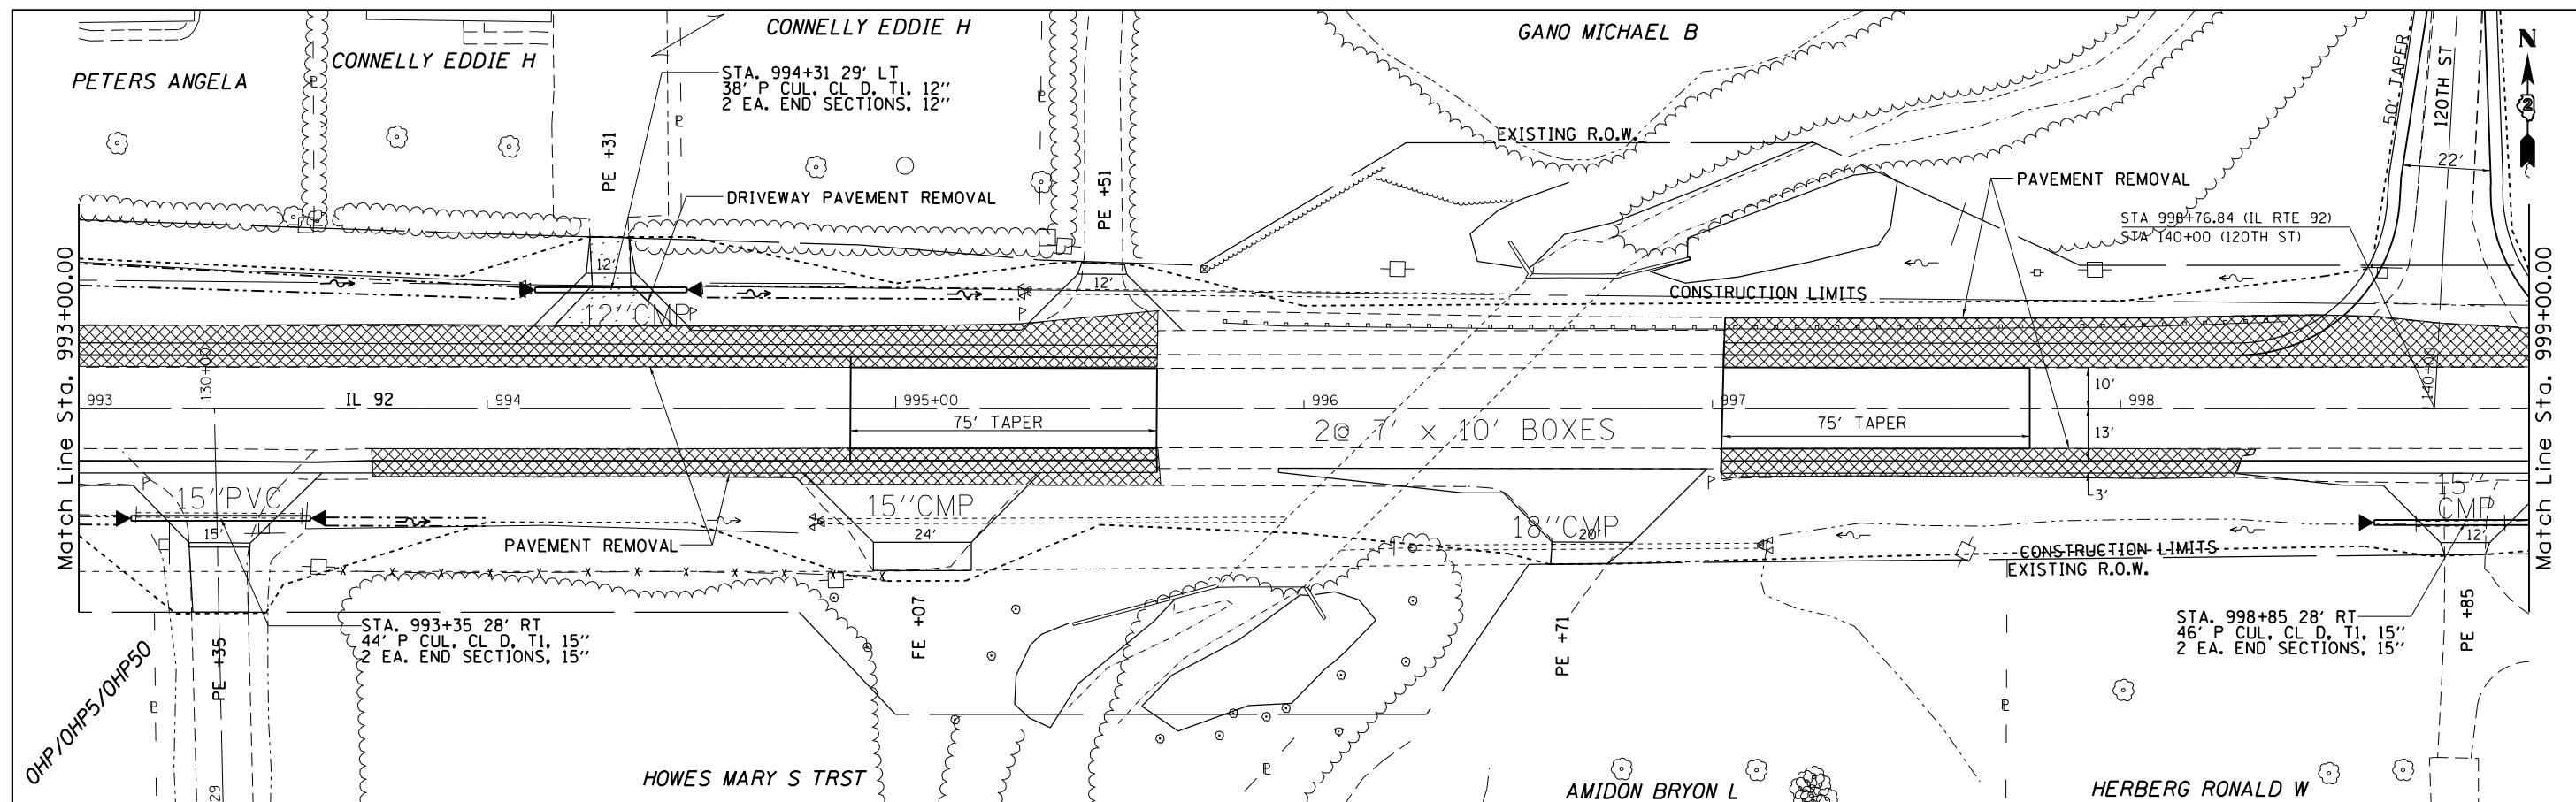 CONNELLY EDDIE H
GANO MICHAEL B
CONNELLY EDDIE H
PETERS ANGELA
STA. 994+31 29' LT
38' P CUL, CL D, T1, 12''
2 EA. END SECTIONS, 12''
N
2
50' TAPER
120TH ST
22'
EXISTING R.O.W.
PE +31
PE +51
DRIVEWAY PAVEMENT REMOVAL
PAVEMENT REMOVAL
STA 998+76.84 (IL RTE 92)
STA 140+00 (120TH ST)
12'
12'
CONSTRUCTION LIMITS
12''CMP
Match Line Sta. 993+00.00
Match Line Sta. 999+00.00
130+00
140+00
993
IL 92
994
995+00
996
997
998
10'
75' TAPER
2@ 7' x 10' BOXES
75' TAPER
13'
3'
15''PVC
15''CMP
18''CMP
15''
CMP
15'
24'
20'
12'
PAVEMENT REMOVAL
CONSTRUCTION LIMITS
EXISTING R.O.W.
STA. 993+35 28' RT
44' P CUL, CL D, T1, 15''
2 EA. END SECTIONS, 15''
STA. 998+85 28' RT
46' P CUL, CL D, T1, 15''
2 EA. END SECTIONS, 15''
PE +35
FE +07
PE +71
PE +85
OHP/OHP5/OHP50
29
HOWES MARY S TRST
AMIDON BRYON L
HERBERG RONALD W